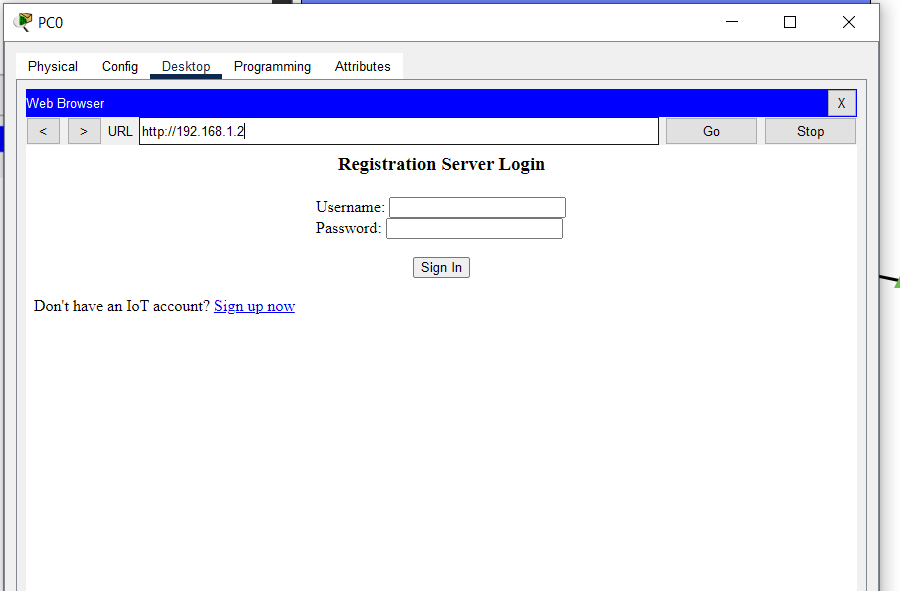 PC0
Physical Config Desktop Programming Attributes
Web Browser X
< > URL http://192.168.1.2 Go Stop
Registration Server Login
Username:
Password:
Sign In
Don't have an IoT account? Sign up now